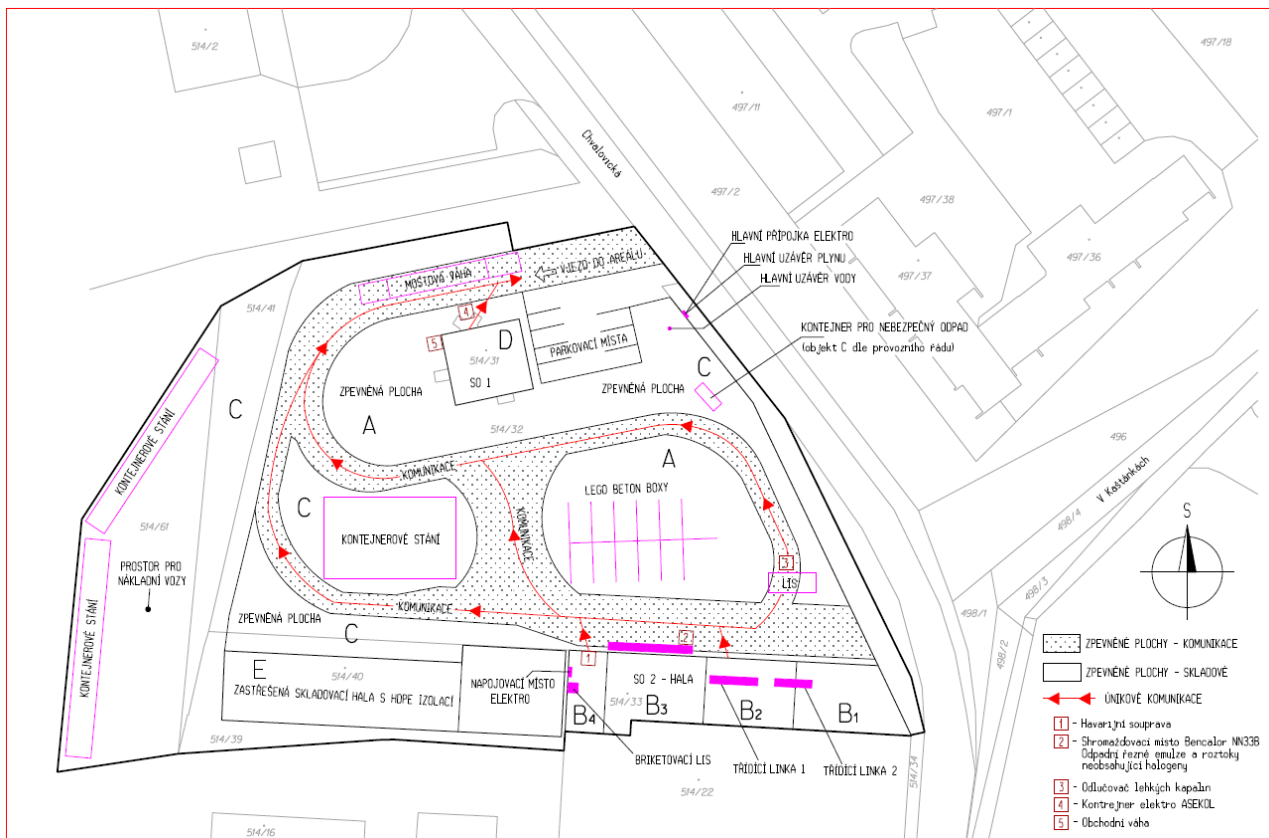 514/2
497/18
497/11
497/1
Chvalovická
497/2
497/38
HLAVNÍ PŘÍPOJKA ELEKTRO
HLAVNÍ UZÁVĚR PLYNU
HLAVNÍ UZÁVĚR VODY
497/37
497/36
VJEZD DO AREÁLU
MOSTOVÁ VÁHA
514/41
4
5
D
514/31
SO 1
PARKOVACÍ MÍSTA
KONTEJNER PRO NEBEZPEČNÝ ODPAD
(objekt C dle provozního řádu)
C
ZPEVNĚNÁ PLOCHA
ZPEVNĚNÁ PLOCHA
C
A
514/32
496
KONTEJNEROVÉ STÁNÍ
KOMUNIKACE
A
V Kaštánkách
LEGO BETON BOXY
C
498/4
514/61
KONTEJNEROVÉ STÁNÍ
KOMUNIKACE
S
PROSTOR PRO
NÁKLADNÍ VOZY
3
LIS
498/3
498/1
498/2
KOMUNIKACE
ZPEVNĚNÁ PLOCHA
C
2
1
KONTEJNEROVÉ STÁNÍ
E
514/40
ZASTŘEŠENÁ SKLADOVACÍ HALA S HDPE IZOLACÍ
NAPOJOVACÍ MÍSTO
ELEKTRO
SO 2 - HALA
514/33
B4
B3
B2
B1
514/39
BRIKETOVACÍ LIS
TŘÍDÍCÍ LINKA 1
TŘÍDÍCÍ LINKA 2
514/34
514/22
514/16
ZPEVNĚNÉ PLOCHY - KOMUNIKACE
ZPEVNĚNÉ PLOCHY - SKLADOVÉ
ÚNIKOVÉ KOMUNIKACE
1 - Havarijní souprava
2 - Shromažďovací místo Bencalor NN33B
Odpadní řezné emulze a roztoky
neobsahující halogeny
3 - Odlučovač lehkých kapalin
4 - Kontrejner elektro ASEKOL
5 - Obchodní váha